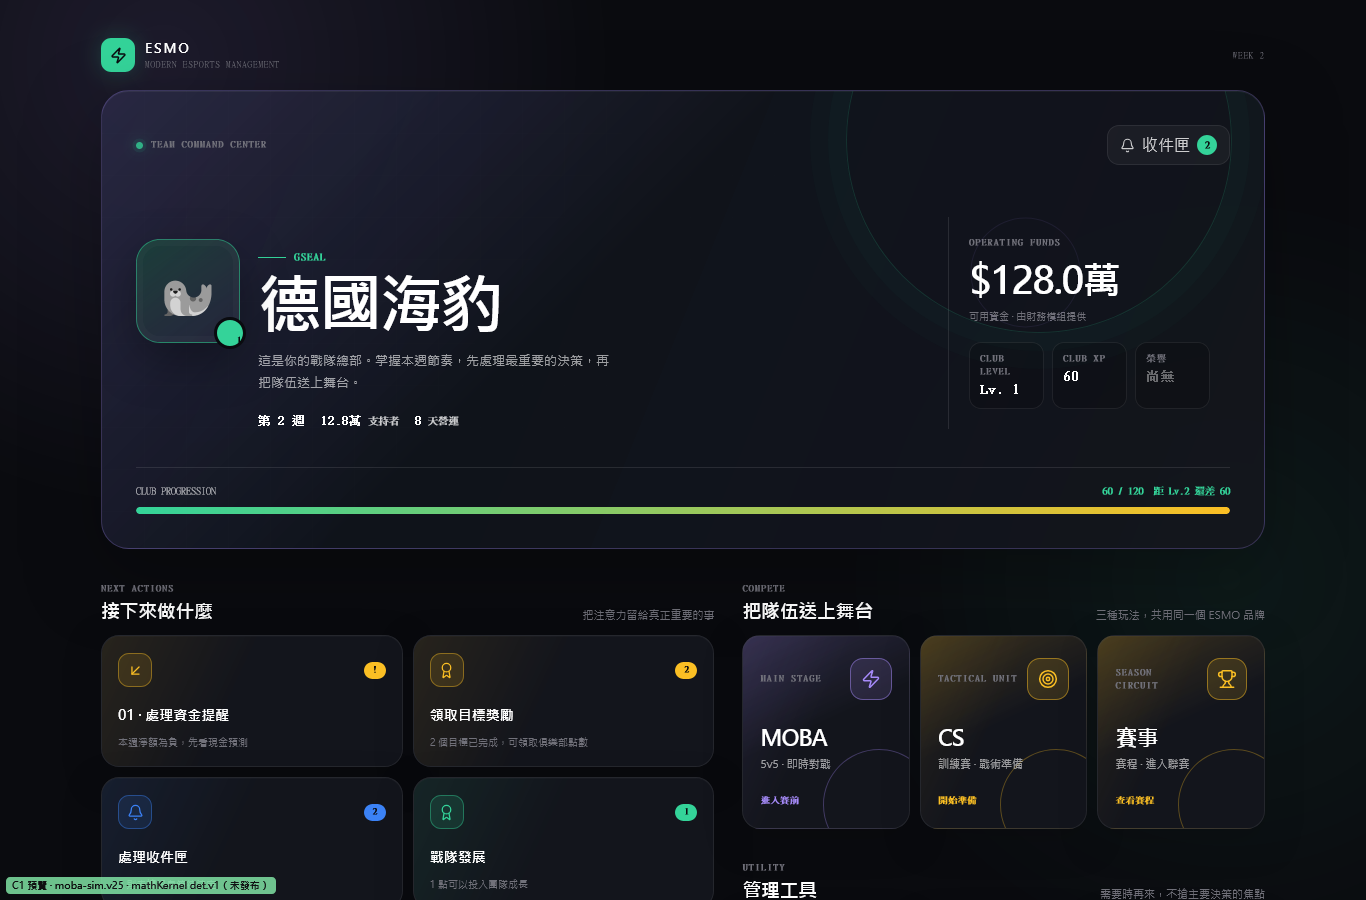 ESMO
MODERN ESPORTS MANAGEMENT
WEEK 2
TEAM COMMAND CENTER
收件匣 2
GSEAL
德國海豹
這是你的戰隊總部。掌握本週節奏，先處理最重要的決策，再
把隊伍送上舞台。
第 2 週 12.8萬 支持者 8 天營運
OPERATING FUNDS
$128.0萬
可用資金 · 由財務模組提供
CLUB
LEVEL
Lv. 1
CLUB XP
60
榮譽
尚無
CLUB PROGRESSION
60 / 120 距 Lv.2 還差 60
NEXT ACTIONS
接下來做什麼
把注意力留給真正重要的事
!
01 · 處理資金提醒
本週淨額為負，先看現金預測
2
領取目標獎勵
2 個目標已完成，可領取俱樂部點數
2
處理收件匣
1
戰隊發展
1 點可以投入團隊成長
COMPETE
把隊伍送上舞台
三種玩法，共用同一個 ESMO 品牌
MAIN STAGE
MOBA
5v5 · 即時對戰
進入賽前
TACTICAL UNIT
CS
訓練賽 · 戰術準備
開始準備
SEASON
CIRCUIT
賽事
賽程 · 進入聯賽
查看賽程
UTILITY
管理工具
需要時再來，不搶主要決策的焦點
C1 預覽 · moba-sim.v25 · mathKernel det.v1（未發布）